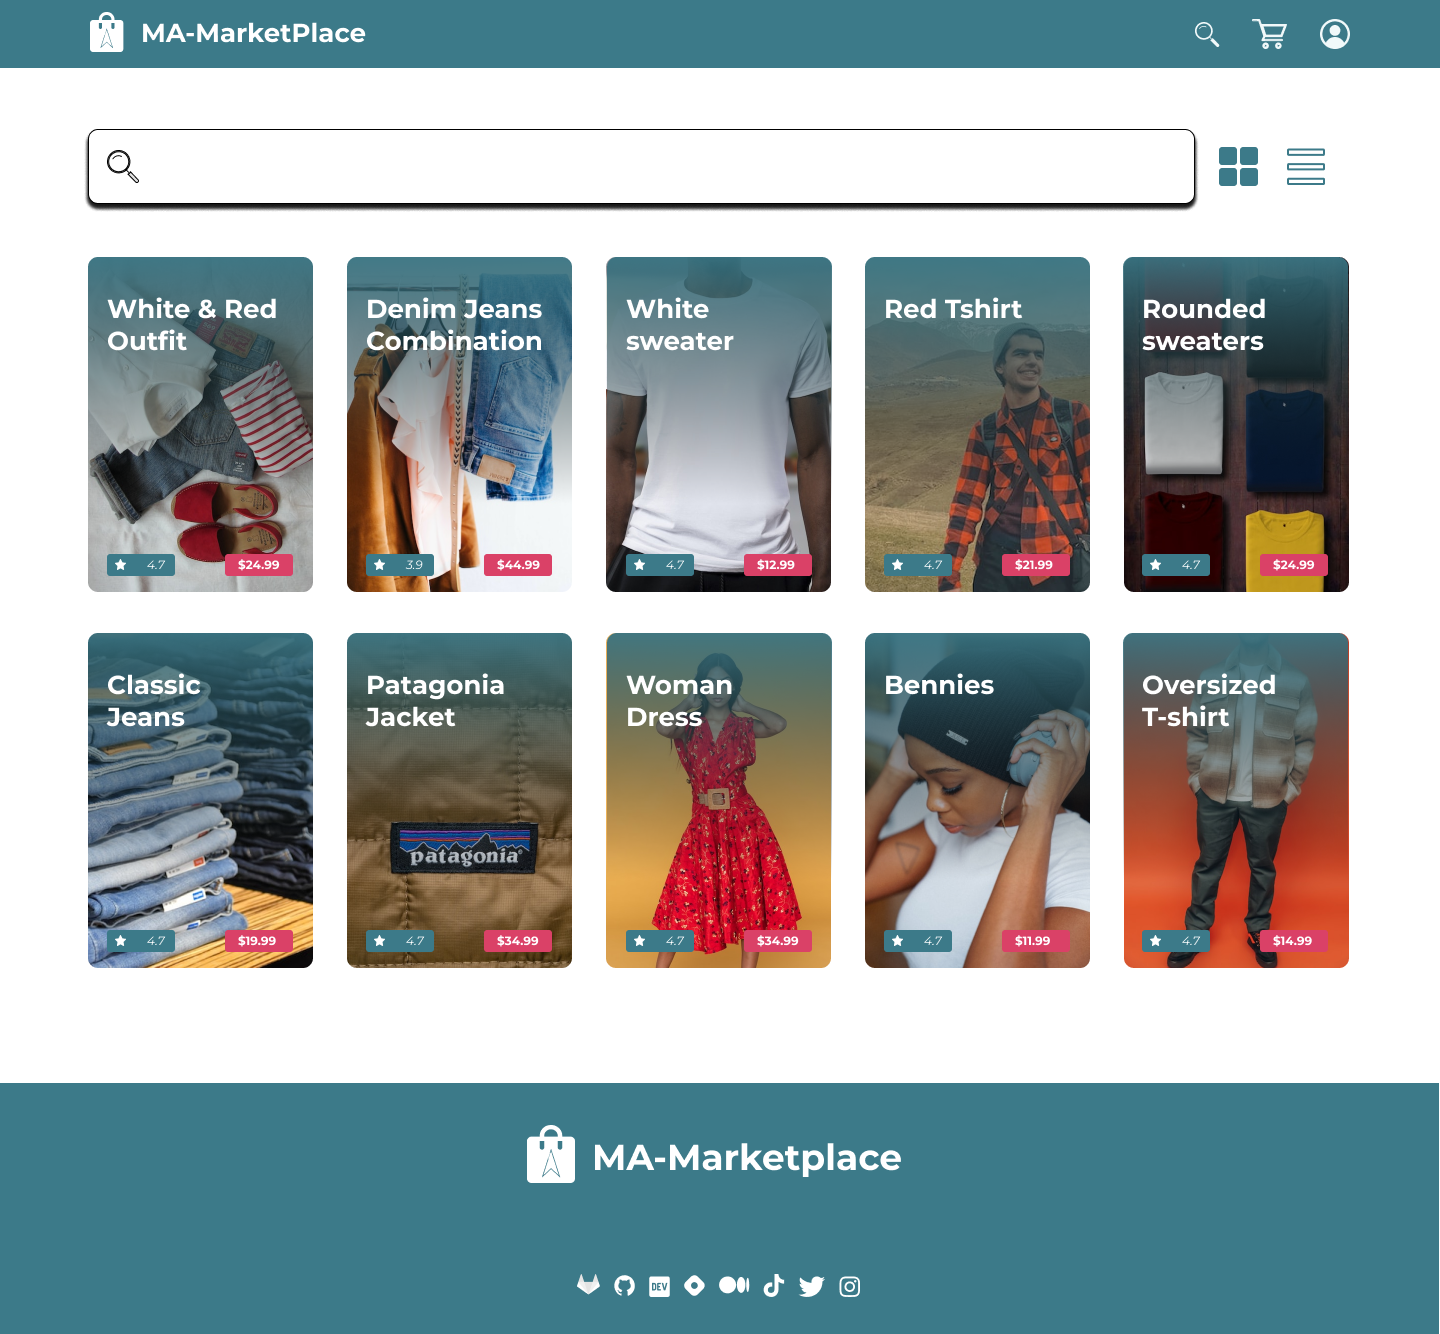 MA-MarketPlace
White & Red
Outfit
4.7
$24.99
Denim Jeans
Combination
3.9
$44.99
White
sweater
4.7
$12.99
Red Tshirt
4.7
$21.99
Rounded
sweaters
4.7
$24.99
Classic
Jeans
4.7
$19.99
Patagonia
Jacket
patagonia®
4.7
$34.99
Woman
Dress
4.7
$34.99
Bennies
4.7
$11.99
Oversized
T-shirt
4.7
$14.99
MA-Marketplace
DEV